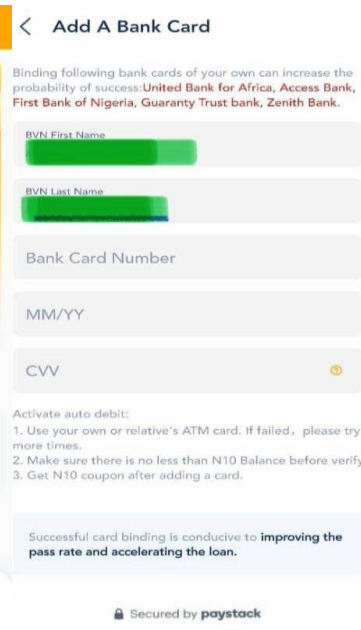 Add A Bank Card
Binding following bank cards of your own can increase the
probability of success:United Bank for Africa, Access Bank,
First Bank of Nigeria, Guaranty Trust bank, Zenith Bank.
BVN First Name
BVN Last Name
Bank Card Number
MM/YY
CVV
Activate auto debit:
1. Use your own or relative's ATM card. If failed, please try
more times.
2. Make sure there is no less than N10 Balance before verify
3. Get N10 coupon after adding a card.
Successful card binding is conducive to improving the
pass rate and accelerating the loan.
Secured by paystack